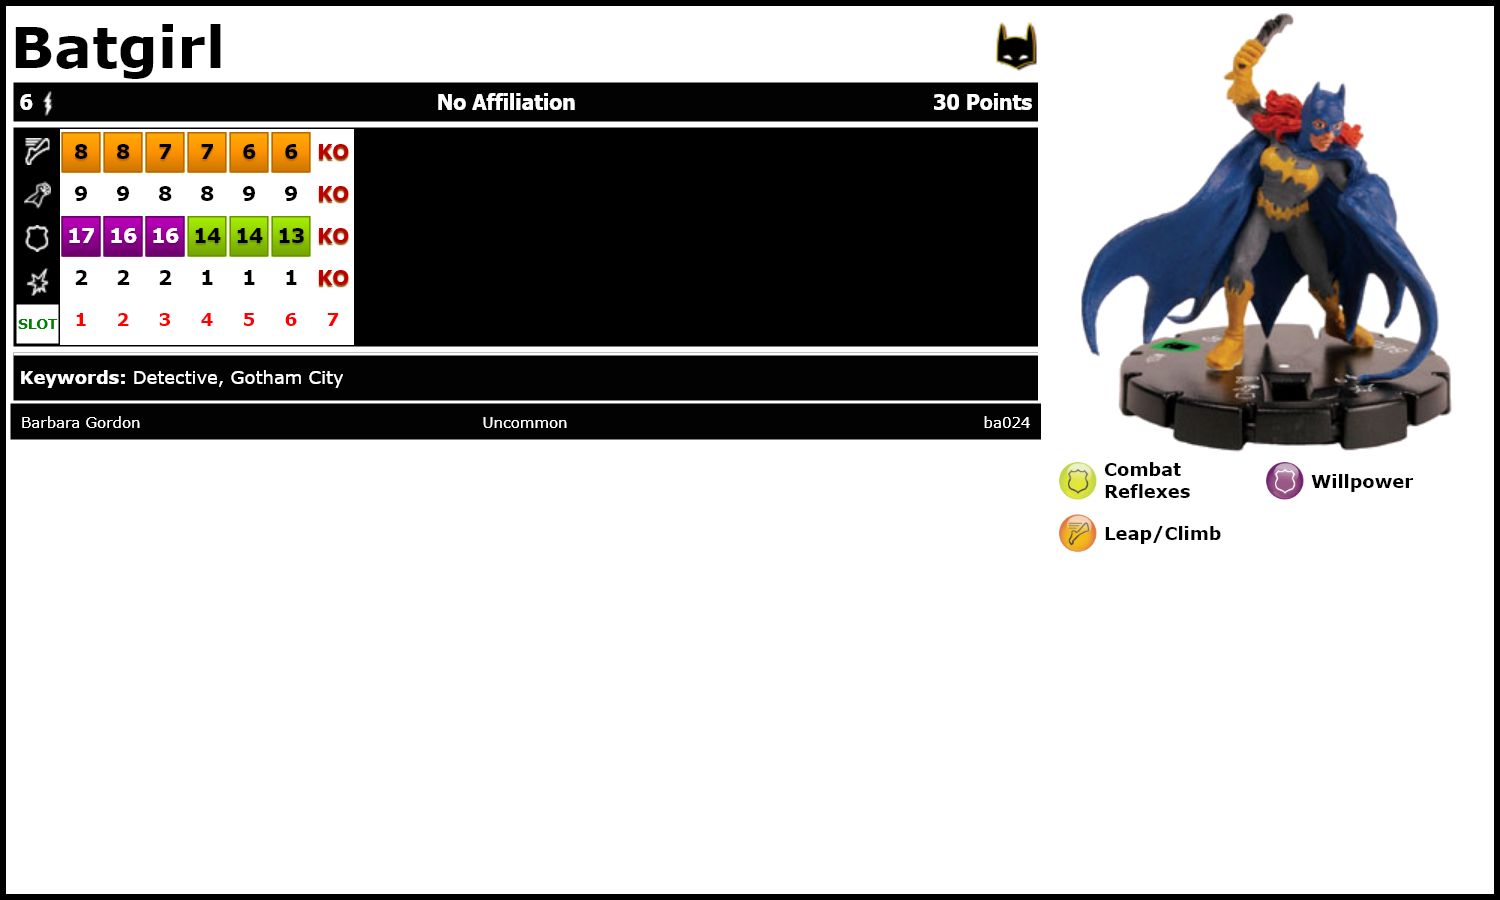 Batgirl
6 No Affiliation 30 Points
8 8 7 7 6 6 KO
9 9 8 8 9 9 KO
17 16 16 14 14 13 KO
2 2 2 1 1 1 KO
SLOT 1 2 3 4 5 6 7
Keywords: Detective, Gotham City
Barbara Gordon Uncommon ba024
Combat
Reflexes
Willpower
Leap/Climb